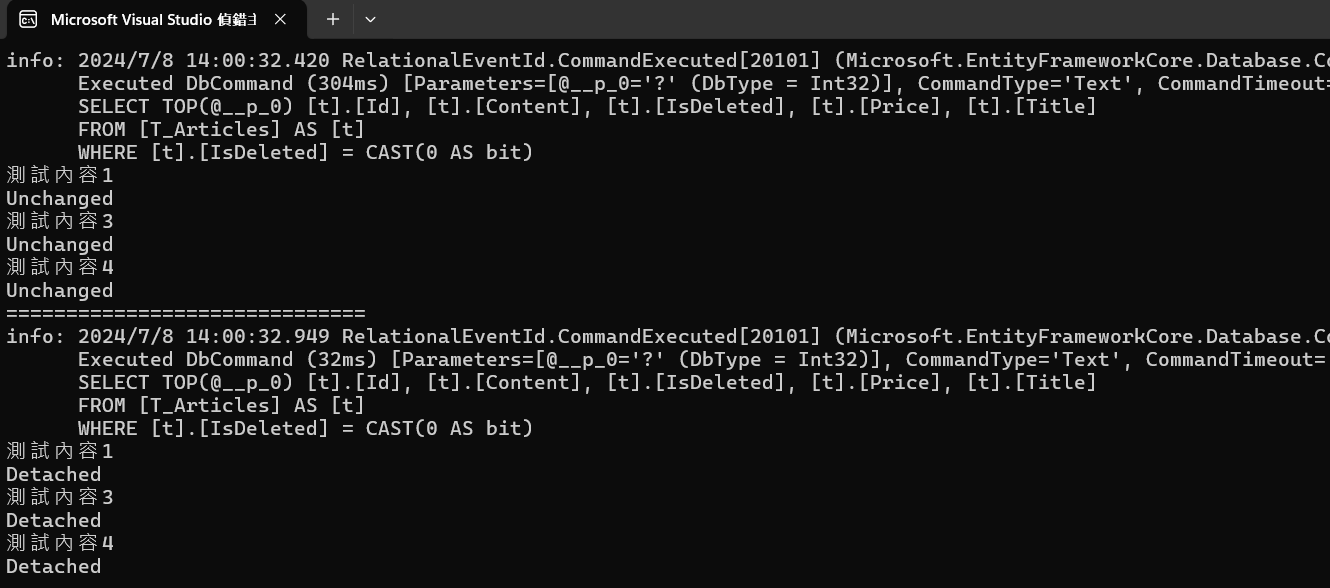 Microsoft Visual Studio 偵錯主
info: 2024/7/8 14:00:32.420 RelationalEventId.CommandExecuted[20101] (Microsoft.EntityFrameworkCore.Database.Co
Executed DbCommand (304ms) [Parameters=[@__p_0='?' (DbType = Int32)], CommandType='Text', CommandTimeout=
SELECT TOP(@__p_0) [t].[Id], [t].[Content], [t].[IsDeleted], [t].[Price], [t].[Title]
FROM [T_Articles] AS [t]
WHERE [t].[IsDeleted] = CAST(0 AS bit)
測試內容1
Unchanged
測試內容3
Unchanged
測試內容4
Unchanged
==============================
info: 2024/7/8 14:00:32.949 RelationalEventId.CommandExecuted[20101] (Microsoft.EntityFrameworkCore.Database.Co
Executed DbCommand (32ms) [Parameters=[@__p_0='?' (DbType = Int32)], CommandType='Text', CommandTimeout=
SELECT TOP(@__p_0) [t].[Id], [t].[Content], [t].[IsDeleted], [t].[Price], [t].[Title]
FROM [T_Articles] AS [t]
WHERE [t].[IsDeleted] = CAST(0 AS bit)
測試內容1
Detached
測試內容3
Detached
測試內容4
Detached